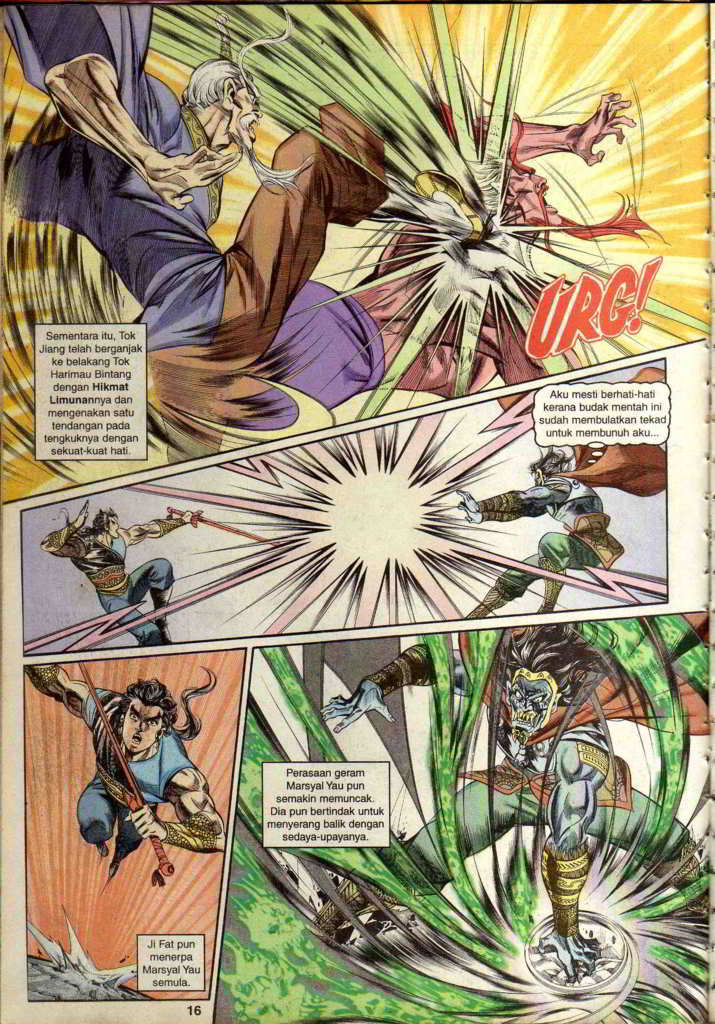 URG!
Sementara itu, Tok
Jiang telah berganjak
ke belakang Tok
Harimau Bintang
dengan Hikmat
Limunannya dan
mengenakan satu
tendangan pada
tengkuknya dengan
sekuat-kuat hati.
Aku mesti berhati-hati
kerana budak mentah ini
sudah membulatkan tekad
untuk membunuh aku...
Ji Fat pun
menerpa
Marsyal Yau
semula.
Perasaan geram
Marsyal Yau pun
semakin memuncak.
Dia pun bertindak untuk
menyerang balik dengan
sedaya-upayanya.
16